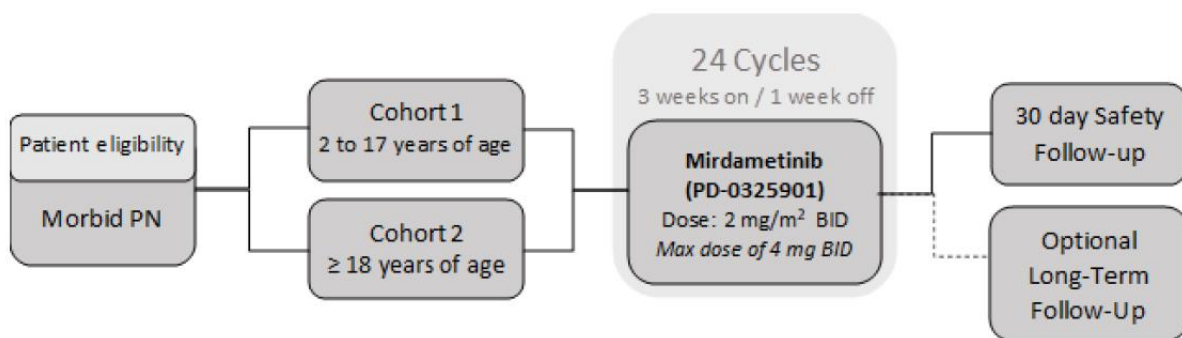 Patient eligibility
Morbid PN
Cohort 1
2 to 17 years of age
Cohort 2
≥ 18 years of age
24 Cycles
3 weeks on / 1 week off
Mirdametinib
(PD-0325901)
Dose: 2 mg/m² BID
Max dose of 4 mg BID
30 day Safety
Follow-up
Optional
Long-Term
Follow-Up